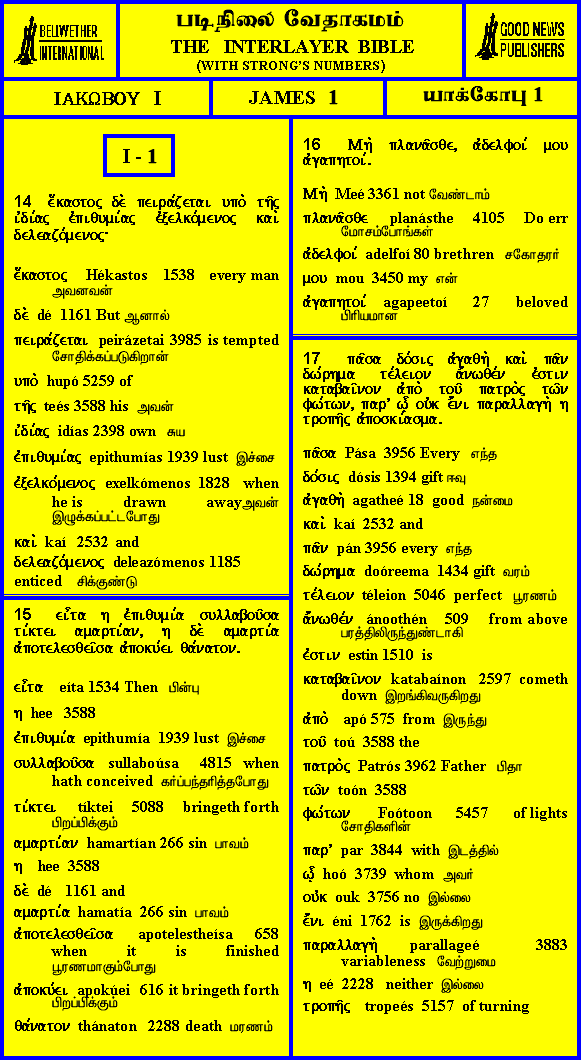 BELLWETHER
INTERNATIONAL
படிநிலை வேதாகமம்
THE INTERLAYER BIBLE
(WITH STRONG'S NUMBERS)
GOOD NEWS
PUBLISHERS
ΙΑΚΩΒΟΥ Ι
JAMES 1
யாக்கோபு 1
I - 1
14 ἕκαστος δὲ πειράζεται υπὸ τῆς
ἰδίας ἐπιθυμίας ἐξελκόμενος καὶ
δελεαζόμενος·
ἕκαστος Hékastos 1538 every man
அவனவன்
δὲ dé 1161 But ஆனால்
πειράζεται peirázetai 3985 is tempted
சோதிக்கப்படுகிறான்
υπὸ hupó 5259 of
τῆς teés 3588 his அவன்
ἰδίας idías 2398 own சுய
ἐπιθυμίας epithumías 1939 lust இச்சை
ἐξελκόμενος exelkómenos 1828 when
he is drawn awayஅவன்
இழுக்கப்பட்டபோது
καὶ kaí 2532 and
δελεαζόμενος deleazómenos 1185
enticed சிக்குண்டு
15 εἶτα η ἐπιθυμία συλλαβοῦσα
τίκτει αμαρτίαν, η δὲ αμαρτία
ἀποτελεσθεῖσα ἀποκύει θάνατον.
εἶτα eíta 1534 Then பின்பு
η hee 3588
ἐπιθυμία epithumía 1939 lust இச்சை
συλλαβοῦσα sullaboúsa 4815 when
hath conceived கர்ப்பந்தரித்தபோது
τίκτει tíktei 5088 bringeth forth
பிறப்பிக்கும்
αμαρτίαν hamartían 266 sin பாவம்
η hee 3588
δὲ dé 1161 and
αμαρτία hamatía 266 sin பாவம்
ἀποτελεσθεῖσα apotelestheísa 658
when it is finished
பூரணமாகும்போது
ἀποκύει apokúei 616 it bringeth forth
பிறப்பிக்கும்
θάνατον thánaton 2288 death மரணம்
16 Μὴ πλανᾶσθε, ἀδελφοί μου
ἀγαπητοί.
Μὴ Meé 3361 not வேண்டாம்
πλανᾶσθε planásthe 4105 Do err
மோசம்போங்கள்
ἀδελφοί adelfoí 80 brethren சகோதரர்
μου mou 3450 my என்
ἀγαπητοί agapeetoí 27 beloved
பிரியமான
17 πᾶσα δόσις ἀγαθὴ καὶ πᾶν
δώρημα τέλειον ἄνωθέν ἐστιν
καταβαῖνον ἀπὸ τοῦ πατρὸς τῶν
φώτων, παρ' ᾧ οὐκ ἔνι παραλλαγὴ η
τροπῆς ἀποσκίασμα.
πᾶσα Pása 3956 Every எந்த
δόσις dósis 1394 gift ஈவு
ἀγαθὴ agatheé 18 good நன்மை
καὶ kaí 2532 and
πᾶν pán 3956 every எந்த
δώρημα doóreema 1434 gift வரம்
τέλειον téleion 5046 perfect பூரணம்
ἄνωθέν ánoothén 509 from above
பரத்திலிருந்துண்டாகி
ἐστιν estin 1510 is
καταβαῖνον katabaínon 2597 cometh
down இறங்கிவருகிறது
ἀπὸ apó 575 from இருந்து
τοῦ toú 3588 the
πατρὸς Patrós 3962 Father பிதா
τῶν toón 3588
φώτων Foótoon 5457 of lights
சோதிகளின்
παρ' par 3844 with இடத்தில்
ᾧ hoó 3739 whom அவர்
οὐκ ouk 3756 no இல்லை
ἔνι éni 1762 is இருக்கிறது
παραλλαγὴ parallageé 3883
variableness வேற்றுமை
η eé 2228 neither இல்லை
τροπῆς tropeés 5157 of turning